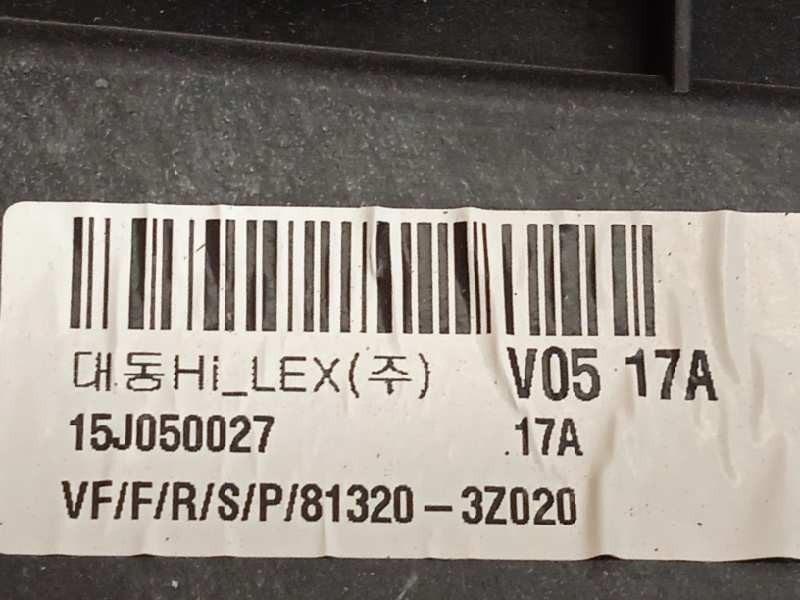 대동Hi_LEX(주) V05 17A
15J050027 .17A
VF/F/R/S/P/81320-3Z020